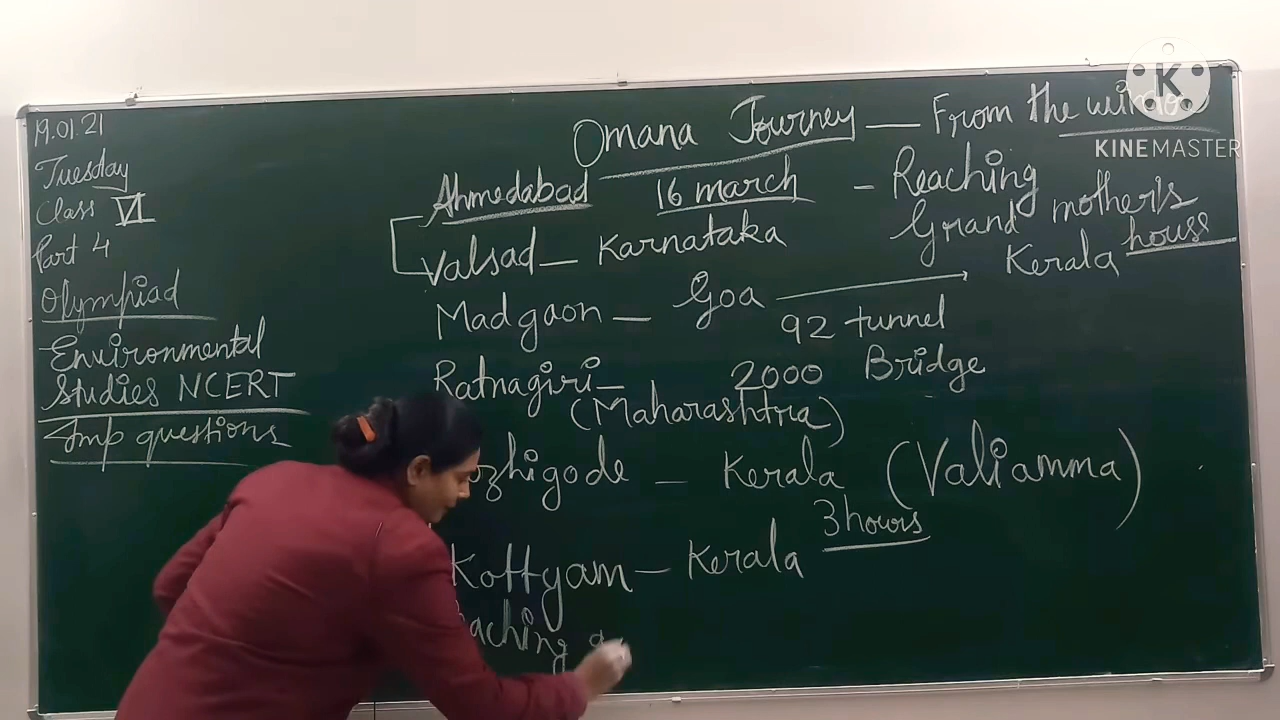 19.01.21
Tuesday
Class VI
Part 4
Olympiad
Environmental
Studies NCERT
Imp questions
Omana Journey — From the window
Ahmedabad 16 march - Reaching
Grand mother's
house
Valsad — Karnataka
Kerala
Madgaon — Goa
92 tunnel
Ratnagiri — 2000 Bridge
(Maharashtra)
ozhigode — Kerala (Valiamma)
3 hours
Kottyam — Kerala
aching
K
KINEMASTER